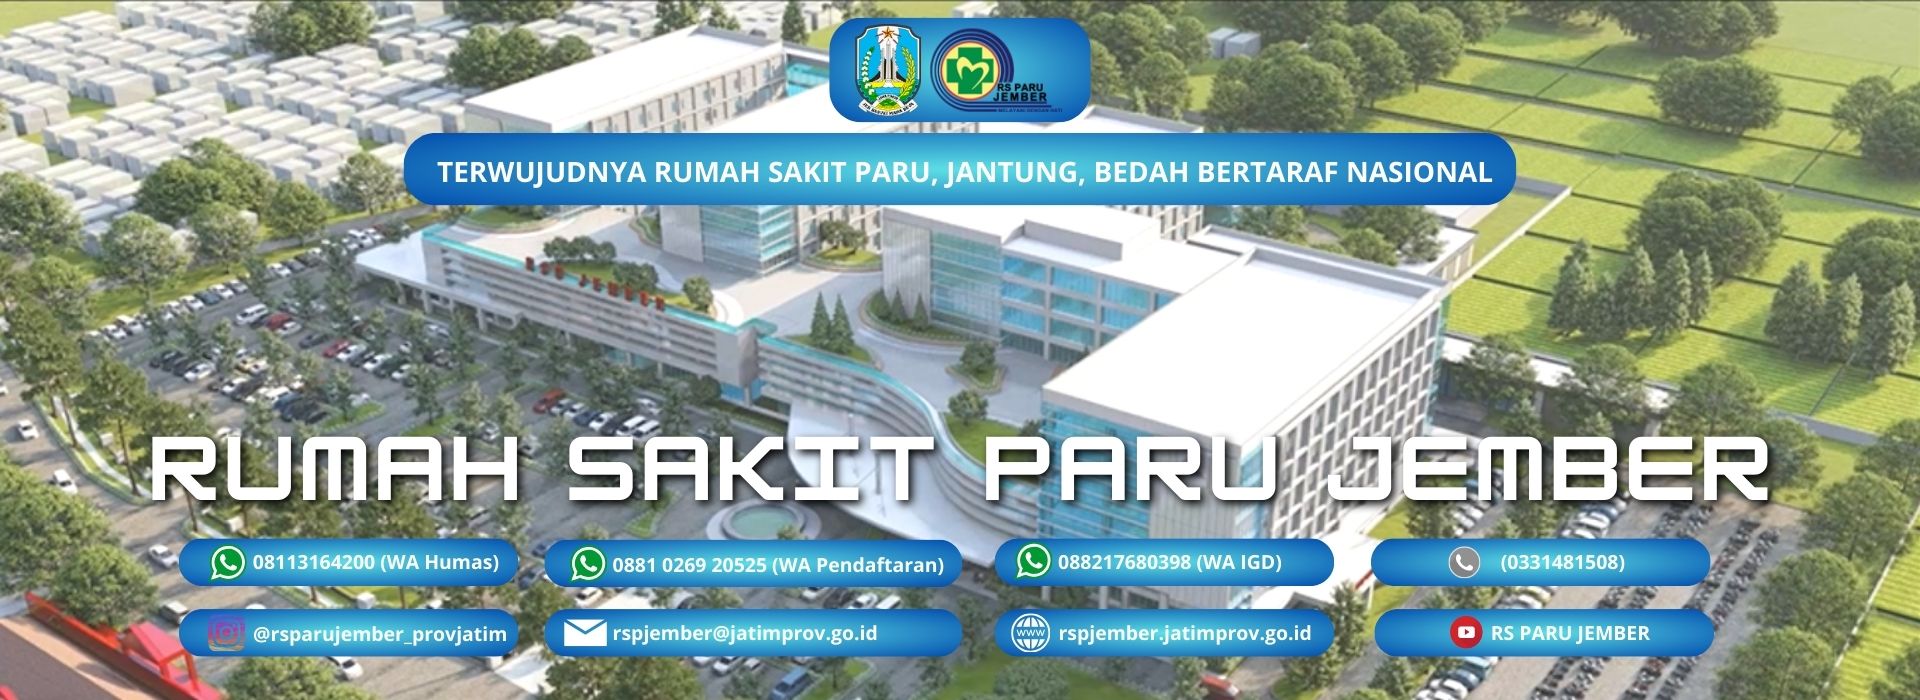 RS PARU
JEMBER
TERWUJUDNYA RUMAH SAKIT PARU, JANTUNG, BEDAH BERTARAF NASIONAL
RUMAH SAKIT PARU JEMBER
08113164200 (WA Humas)
0881 0269 20525 (WA Pendaftaran)
088217680398 (WA IGD)
(0331481508)
@rsparujember_provjatim
rspjember@jatimprov.go.id
WWW
rspjember.jatimprov.go.id
RS PARU JEMBER